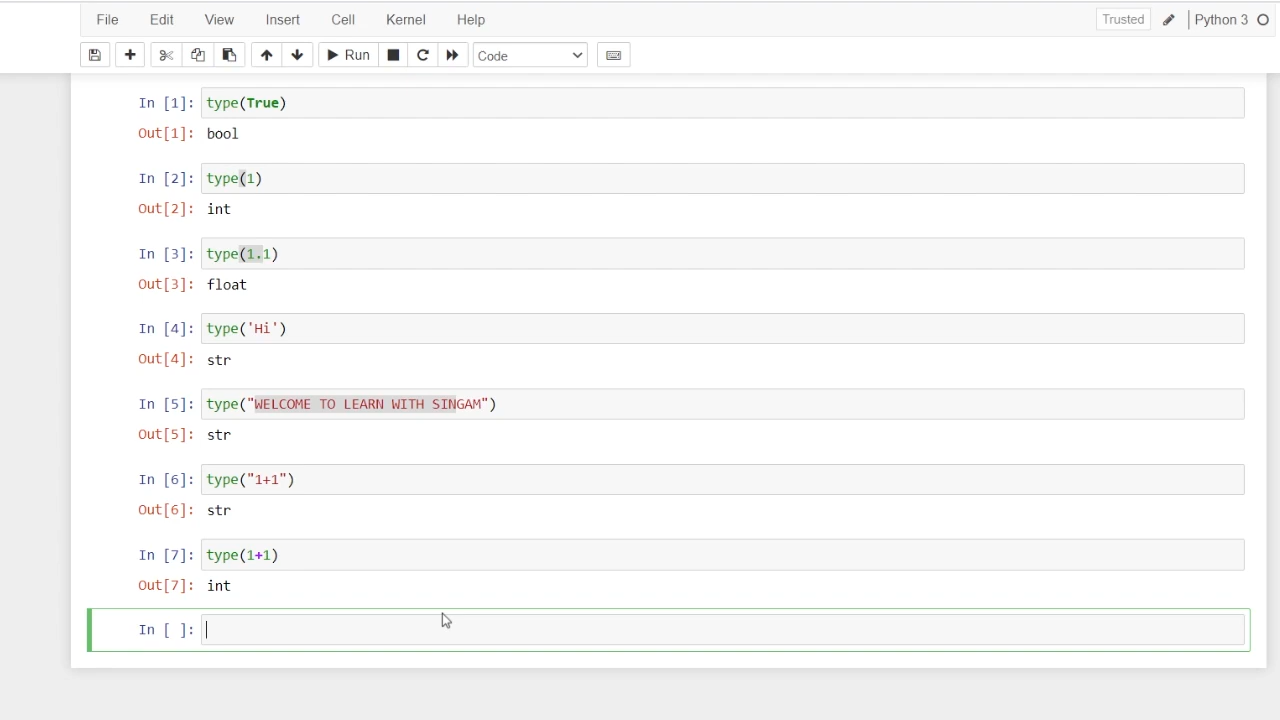 File Edit View Insert Cell Kernel Help Trusted Python 3
Run Code
In [1]: type(True)
Out[1]: bool
In [2]: type(1)
Out[2]: int
In [3]: type(1.1)
Out[3]: float
In [4]: type('Hi')
Out[4]: str
In [5]: type("WELCOME TO LEARN WITH SINGAM")
Out[5]: str
In [6]: type("1+1")
Out[6]: str
In [7]: type(1+1)
Out[7]: int
In [ ]: